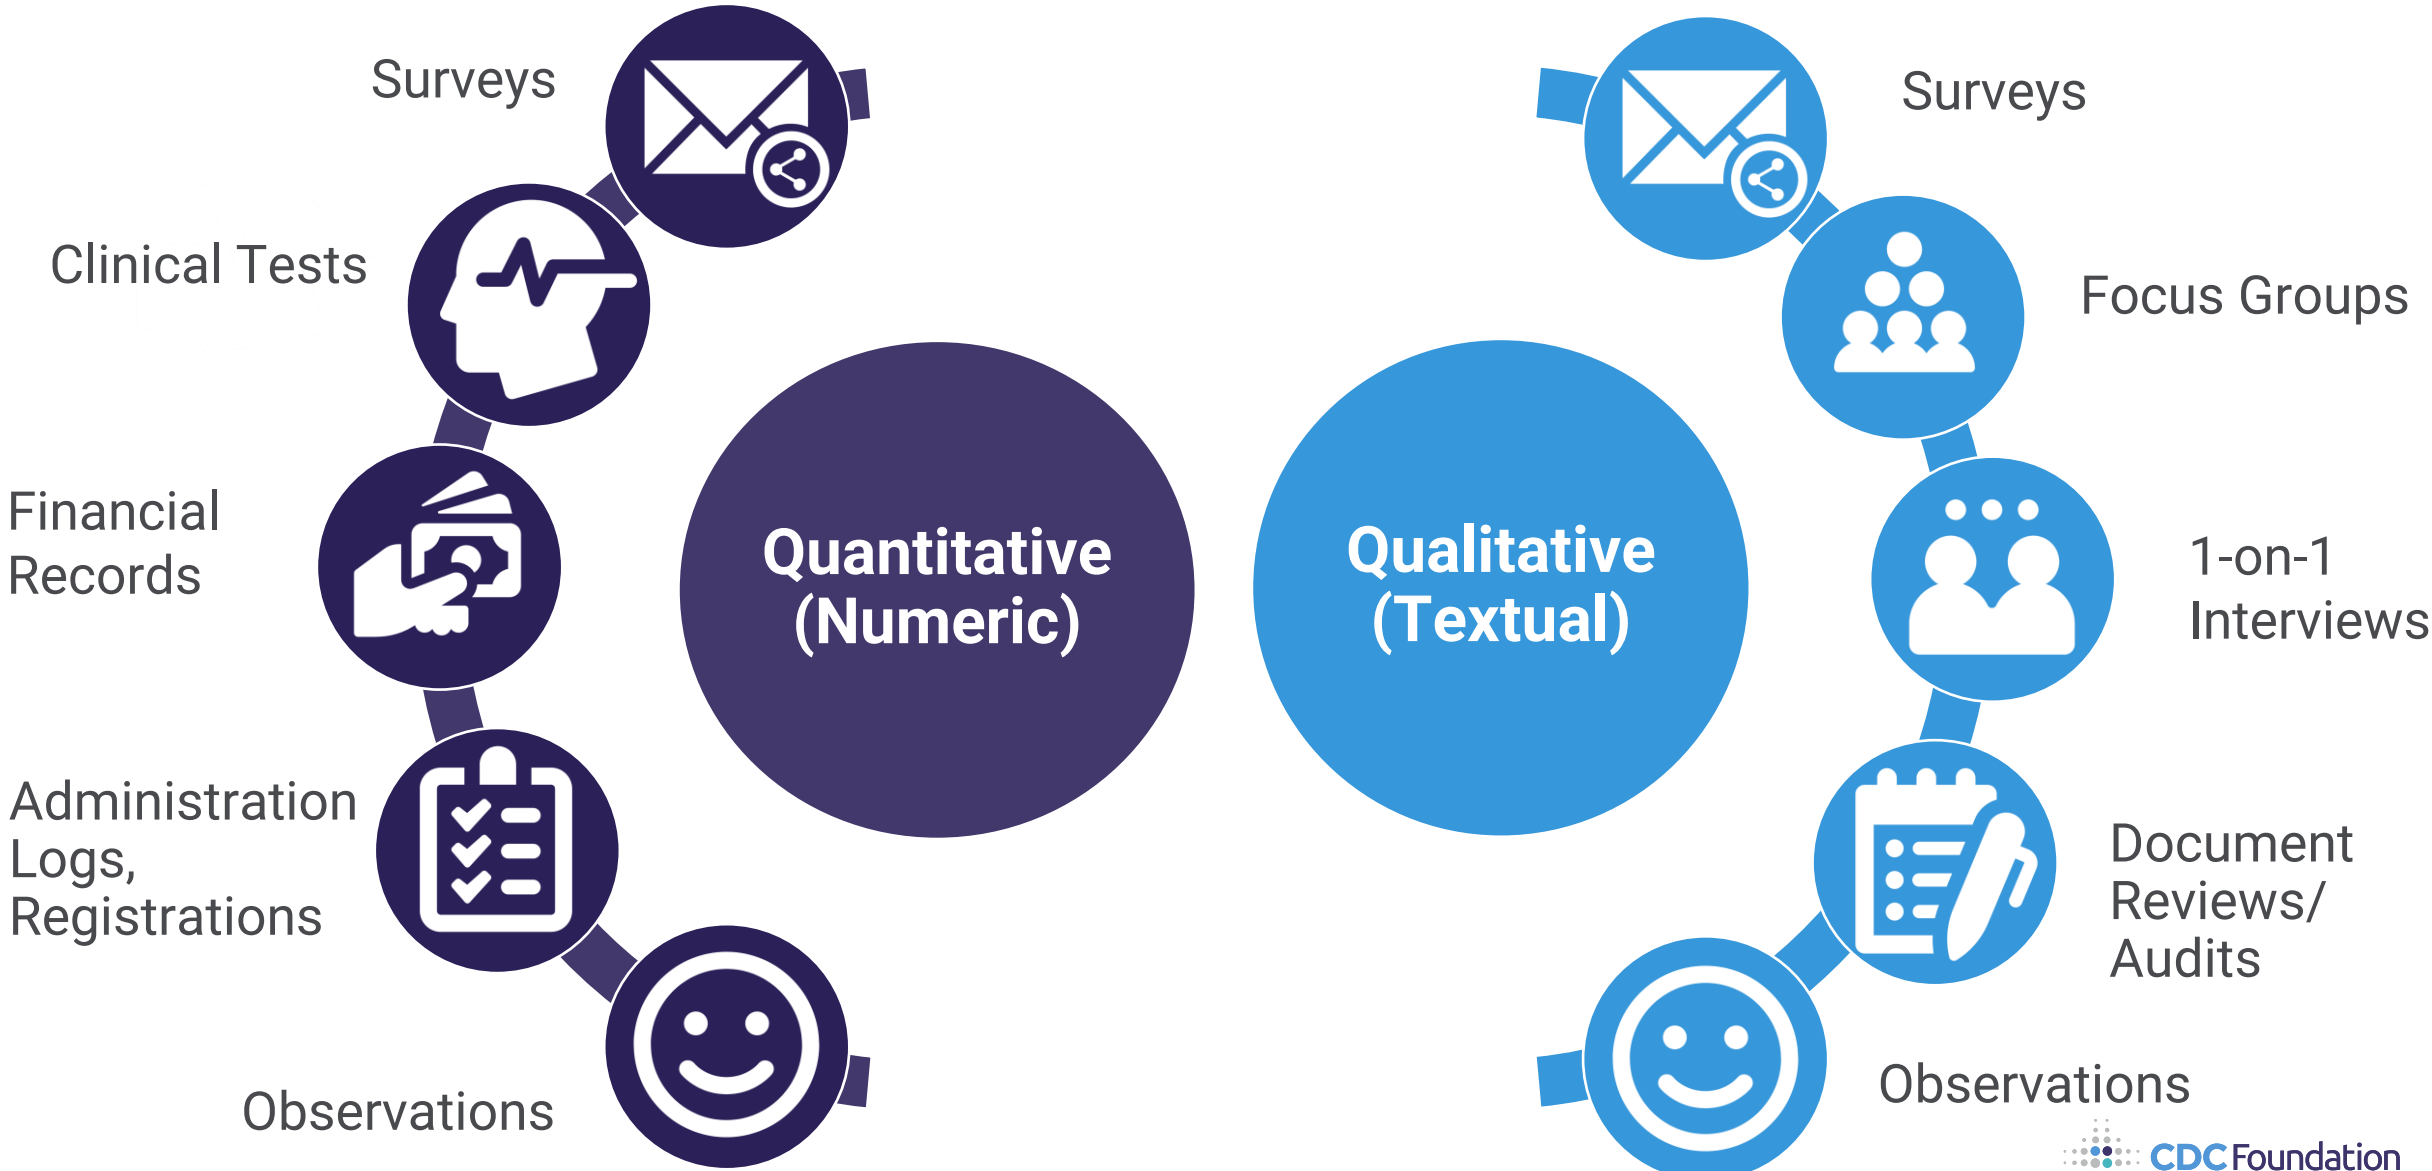 Surveys
Clinical Tests
Financial
Records
Administration
Logs,
Registrations
Observations
Quantitative
(Numeric)
Qualitative
(Textual)
Surveys
Focus Groups
1-on-1
Interviews
Document
Reviews/
Audits
Observations
CDC Foundation